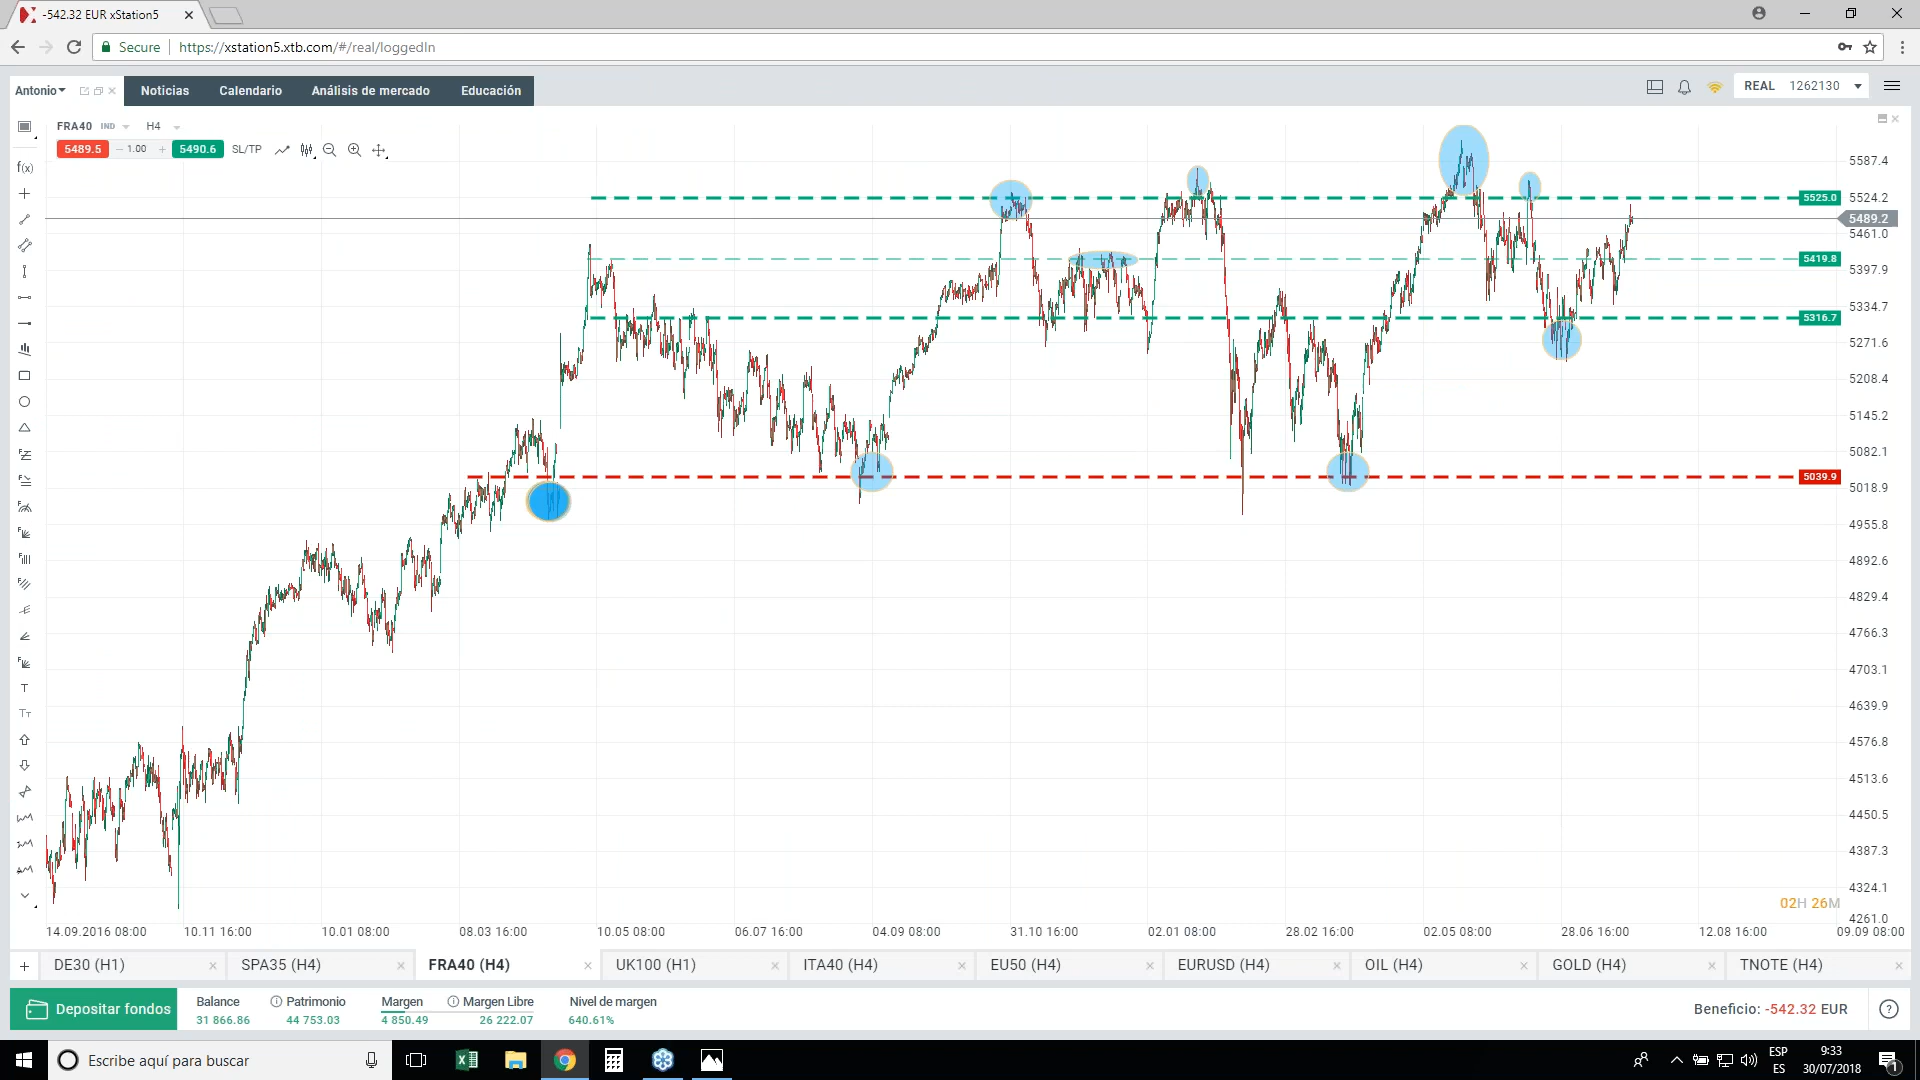 -542.32 EUR xStation5
Secure https://xstation5.xtb.com/#/real/loggedIn
Antonio Noticias Calendario Análisis de mercado Educación REAL 1262130
FRA40 IND H4
5489.5 – 1.00 + 5490.6 SL/TP
f(x)
5587.4
5525.0 5524.2
5489.2
5461.0
5419.8
5397.9
5334.7
5316.7
5271.6
5208.4
5145.2
5082.1
5039.9
5018.9
4955.8
4892.6
4829.4
4766.3
4703.1
4639.9
4576.8
4513.6
4450.5
4387.3
4324.1
02H 26M
4261.0
14.09.2016 08:00 10.11 16:00 10.01 08:00 08.03 16:00 10.05 08:00 06.07 16:00 04.09 08:00 31.10 16:00 02.01 08:00 28.02 16:00 02.05 08:00 28.06 16:00 12.08 16:00 09.09 08:00
DE30 (H1) SPA35 (H4) FRA40 (H4) UK100 (H1) ITA40 (H4) EU50 (H4) EURUSD (H4) OIL (H4) GOLD (H4) TNOTE (H4)
Depositar fondos
Balance Patrimonio Margen Margen Libre Nivel de margen
31 866.86 44 753.03 4 850.49 26 222.07 640.61%
Beneficio: -542.32 EUR
Escribe aquí para buscar
ESP
ES
9:33
30/07/2018
1